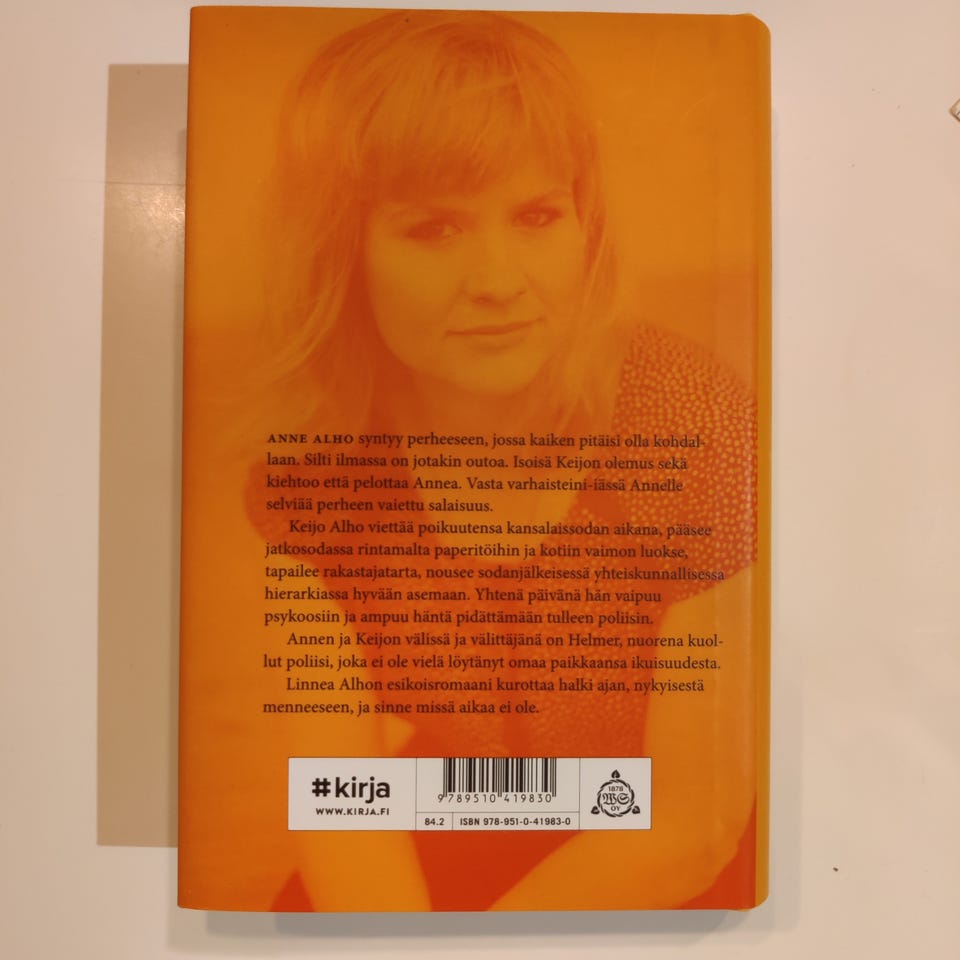 ANNE ALHO syntyy perheeseen, jossa kaiken pitäisi olla kohdal-
laan. Silti ilmassa on jotakin outoa. Isoisä Keijon olemus sekä
kiehtoo että pelottaa Annea. Vasta varhaisteini-iässä Annelle
selviää perheen vaiettu salaisuus.
Keijo Alho viettää poikuutensa kansalaissodan aikana, pääsee
jatkosodassa rintamalta paperitöihin ja kotiin vaimon luokse,
tapailee rakastajatarta, nousee sodanjälkeisessä yhteiskunnallisessa
hierarkiassa hyvään asemaan. Yhtenä päivänä hän vaipuu
psykoosiin ja ampuu häntä pidättämään tulleen poliisin.
Annen ja Keijon välissä ja välittäjänä on Helmer, nuorena kuol-
lut poliisi, joka ei ole vielä löytänyt omaa paikkaansa ikuisuudesta.
Linnea Alhon esikoisromaani kurottaa halki ajan, nykyisestä
menneeseen, ja sinne missä aikaa ei ole.
#kirja
WWW.KIRJA.FI
9 789510 419830
84.2 ISBN 978-951-0-41983-0
1878
WS
OY